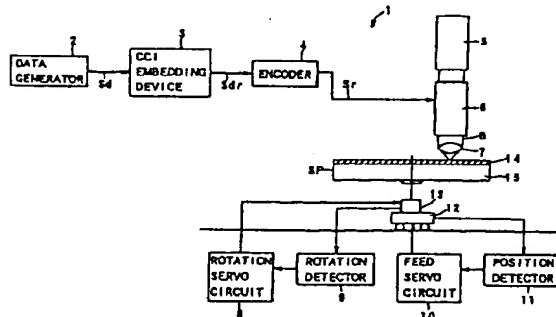 1
2
DATA
GENERATOR
Sd
3
CCI
EMBEDDING
DEVICE
Sdr
4
ENCODER
Sr
5
6
7
14
SP
15
13
12
ROTATION
SERVO
CIRCUIT
ROTATION
DETECTOR
9
FEED
SERVO
CIRCUIT
10
POSITION
DETECTOR
11